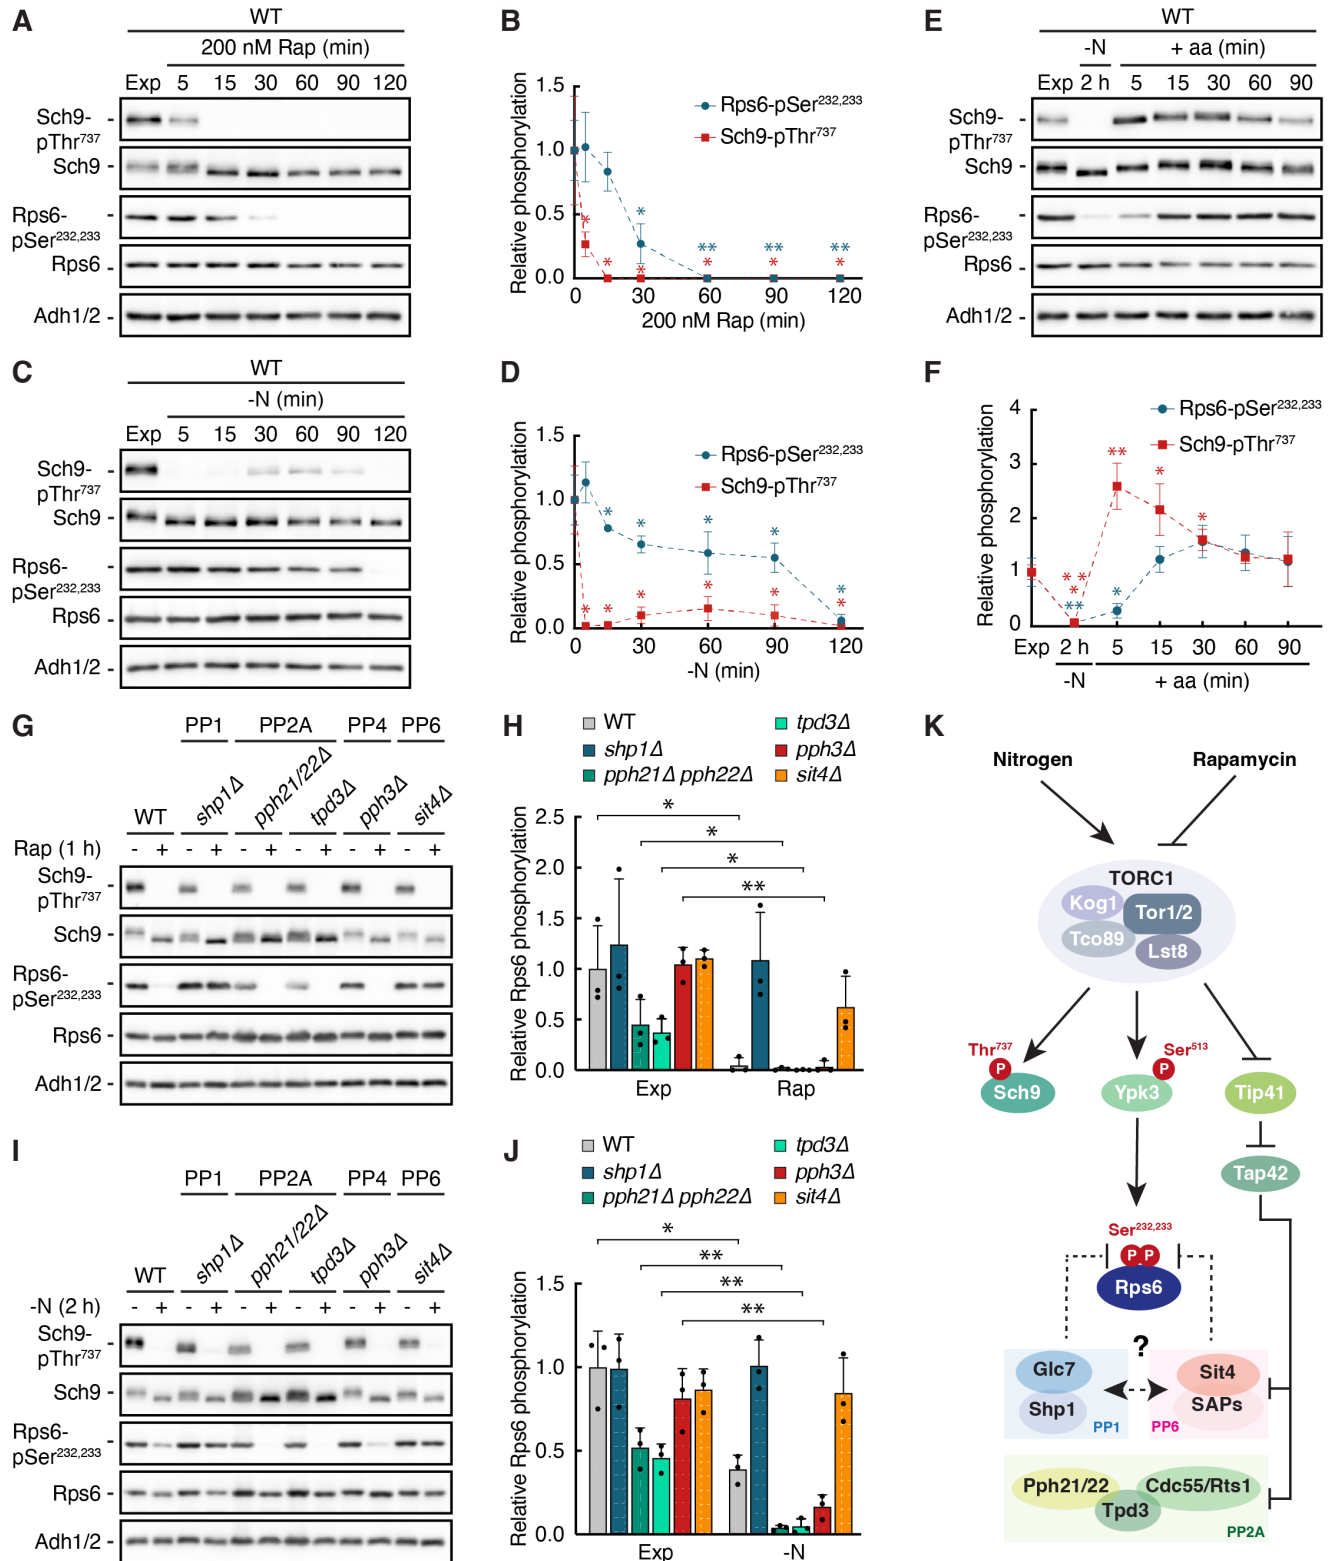 A
WT
200 nM Rap (min)
Exp 5 15 30 60 90 120
Sch9-
pThr737
Sch9
Rps6-
pSer232,233
Rps6
Adh1/2
B
Relative phosphorylation
1.5
1.0
0.5
0.0
Rps6-pSer232,233
Sch9-pThr737
* * * * ** * ** * ** *
0 30 60 90 120
200 nM Rap (min)
C
WT
-N (min)
Exp 5 15 30 60 90 120
Sch9-
pThr737
Sch9
Rps6-
pSer232,233
Rps6
Adh1/2
D
Relative phosphorylation
1.5
1.0
0.5
0.0
Rps6-pSer232,233
Sch9-pThr737
* * * * *
* * * * * *
0 30 60 90 120
-N (min)
E
WT
-N + aa (min)
Exp 2 h 5 15 30 60 90
Sch9-
pThr737
Sch9
Rps6-
pSer232,233
Rps6
Adh1/2
F
Relative phosphorylation
4
3
2
1
0
Rps6-pSer232,233
Sch9-pThr737
** * *
* *
*
** *
Exp 2 h 5 15 30 60 90
-N + aa (min)
G
PP1 PP2A PP4 PP6
WT shp1Δ pph21/22Δ tpd3Δ pph3Δ sit4Δ
Rap (1 h) - + - + - + - + - + - +
Sch9-
pThr737
Sch9
Rps6-
pSer232,233
Rps6
Adh1/2
H
WT tpd3Δ
shp1Δ pph3Δ
pph21Δ pph22Δ sit4Δ
Relative Rps6 phosphorylation
2.5
2.0
1.5
1.0
0.5
0.0
*
*
*
**
Exp Rap
I
PP1 PP2A PP4 PP6
WT shp1Δ pph21/22Δ tpd3Δ pph3Δ sit4Δ
-N (2 h) - + - + - + - + - + - +
Sch9-
pThr737
Sch9
Rps6-
pSer232,233
Rps6
Adh1/2
J
WT tpd3Δ
shp1Δ pph3Δ
pph21Δ pph22Δ sit4Δ
Relative Rps6 phosphorylation
1.5
1.0
0.5
0.0
*
**
**
**
Exp -N
K
Nitrogen Rapamycin
TORC1
Kog1 Tor1/2
Tco89 Lst8
Thr737 Ser513
P P
Sch9 Ypk3 Tip41
Tap42
Ser232,233
P P
Rps6
?
Glc7 Sit4
Shp1 SAPs
PP1 PP6
Pph21/22 Cdc55/Rts1
Tpd3
PP2A